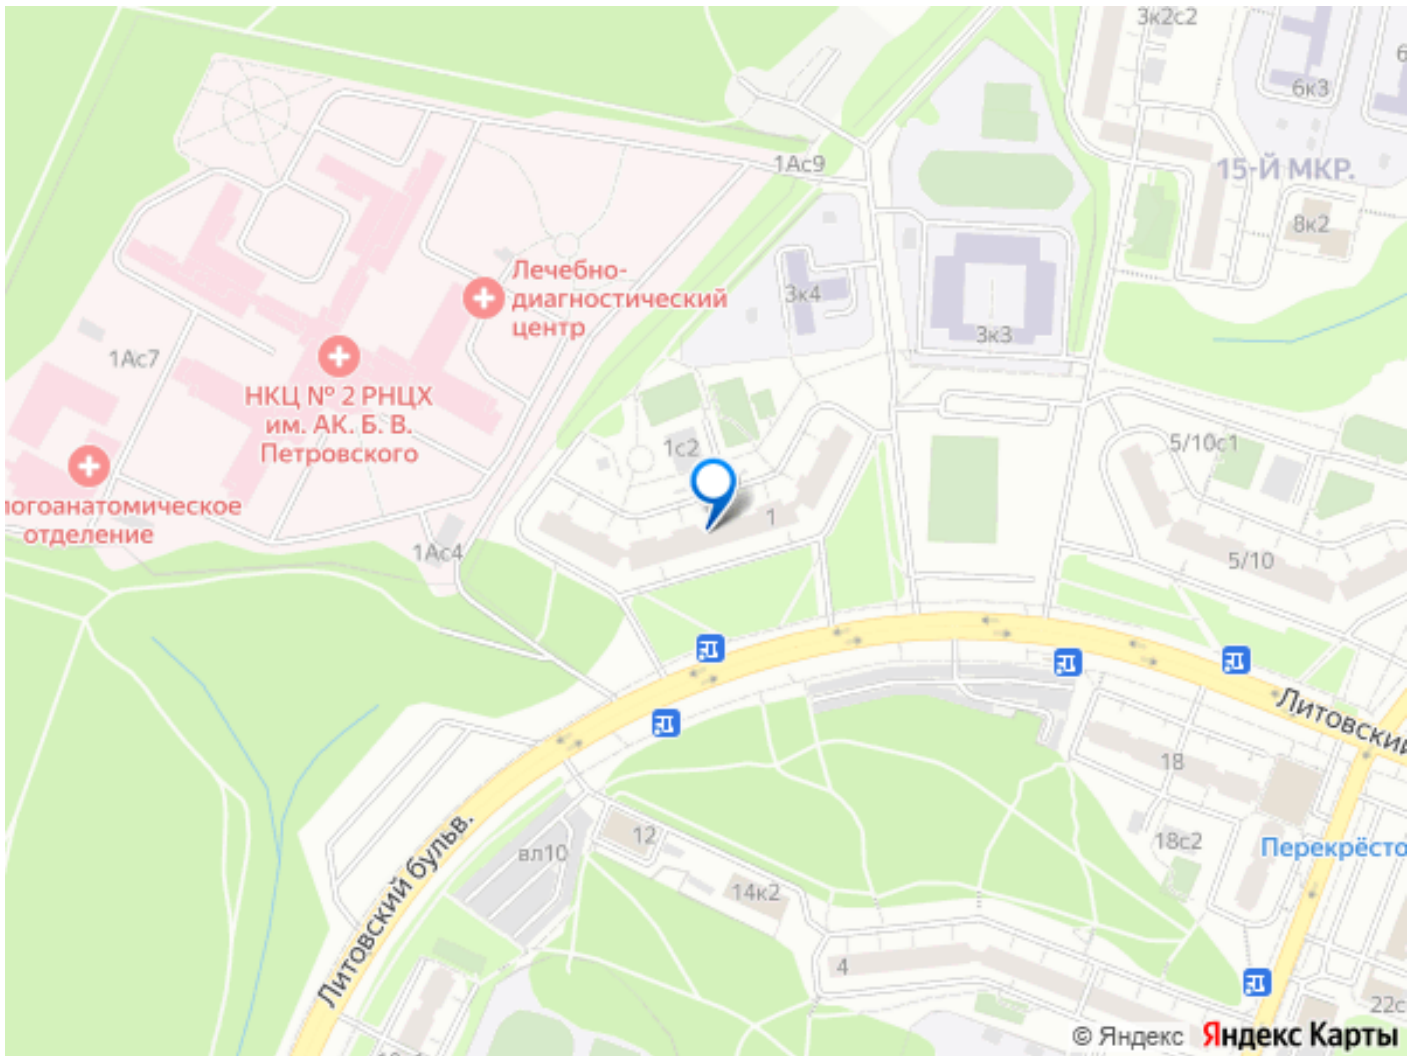 3к2с2
6к3
15-Й МКР.
1Ас9
8к2
Лечебно-
диагностический
центр
3к4
3к3
1Ас7
НКЦ № 2 РНЦХ
им. АК. Б. В.
Петровского
1с2
5/10с1
логоанатомическое
отделение
1
1Ас4
5/10
Литовский
18
12
вл10
18с2
Перекрёсто
14к2
Литовский бульв.
4
22с
© Яндекс Яндекс Карты